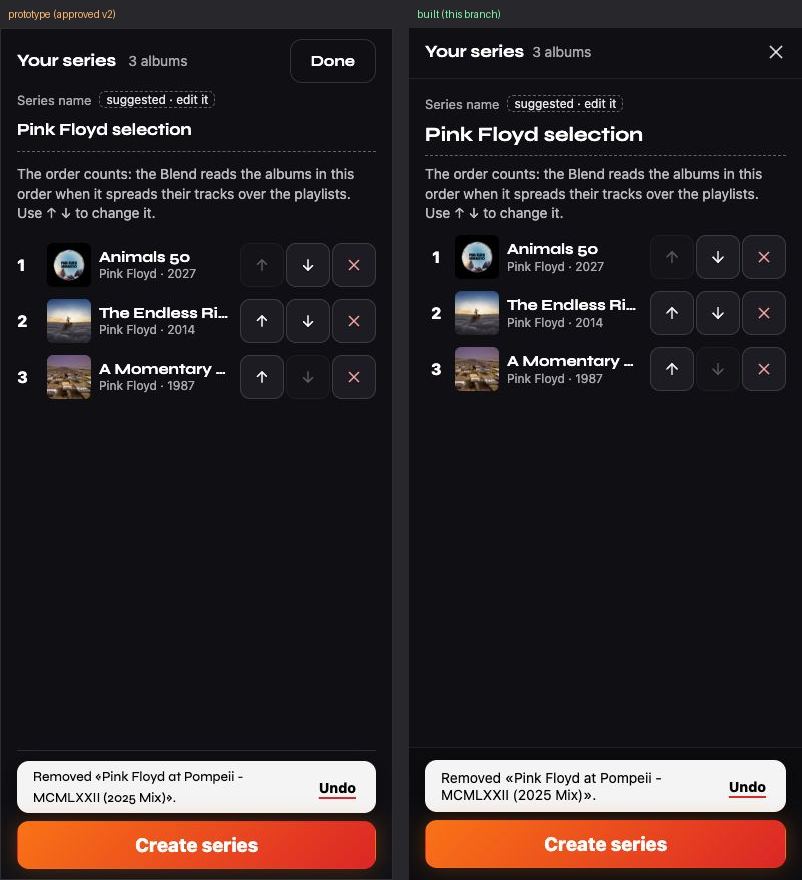 prototype (approved v2)
Your series 3 albums
Done
Series name suggested · edit it
Pink Floyd selection
The order counts: the Blend reads the albums in this
order when it spreads their tracks over the playlists.
Use ↑ ↓ to change it.
1
Animals 50
Pink Floyd · 2027
2
The Endless Ri...
Pink Floyd · 2014
3
A Momentary ...
Pink Floyd · 1987
Removed «Pink Floyd at Pompeii -
MCMLXXII (2025 Mix)».
Undo
Create series
built (this branch)
Your series 3 albums
Series name suggested · edit it
Pink Floyd selection
The order counts: the Blend reads the albums in this
order when it spreads their tracks over the playlists.
Use ↑ ↓ to change it.
1
Animals 50
Pink Floyd · 2027
2
The Endless Ri...
Pink Floyd · 2014
3
A Momentary ...
Pink Floyd · 1987
Removed «Pink Floyd at Pompeii -
MCMLXXII (2025 Mix)».
Undo
Create series